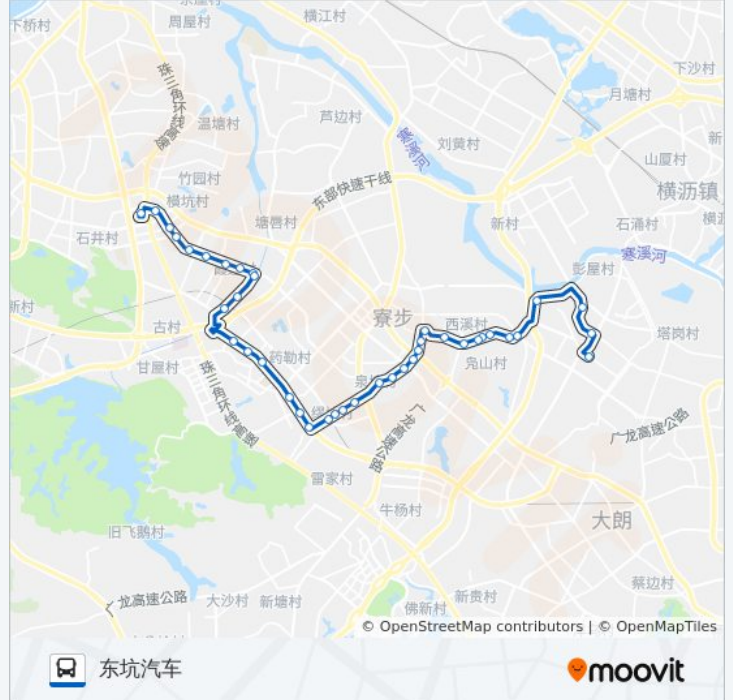 下桥村
周屋村
横江村
下沙村
珠三角环线高速
月塘村
温塘村
芦边村
寒溪河
刘黄村
新
山厦村
竹园村
东部快速干线
横沥镇
横坑村
塘唇村
新村
石涌村
横
石井村
寒溪河
彭屋村
新村
寮步
西溪村
古村
塔岗村
药勒村
凫山村
甘屋村
珠三角环线高速
广龙高速公路
广龙高速公路
雷家村
牛杨村
大朗
旧飞鹅村
蔡边村
广龙高速公路
大沙村
新塘村
新贵村
佛新村
© OpenStreetMap contributors | © OpenMapTiles
东坑汽车
moovit